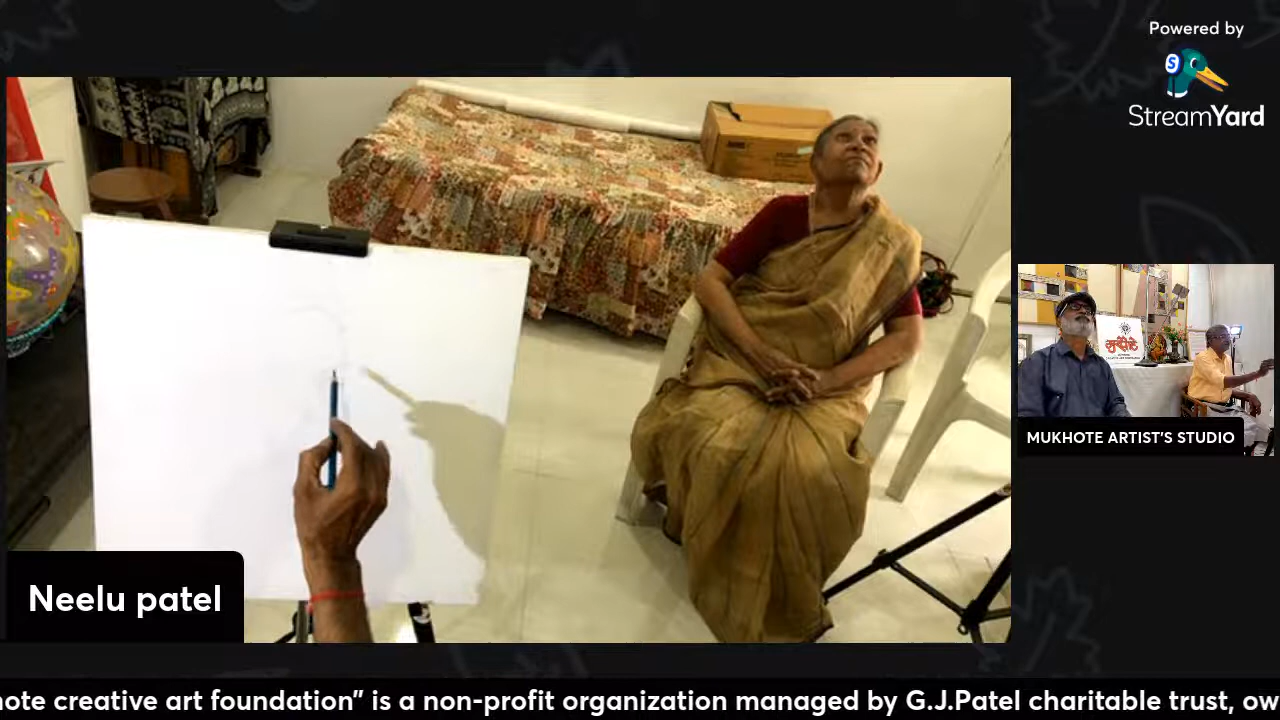 Powered by
StreamYard
मुखौटे
MUKHOTE ARTIST'S STUDIO
Neelu patel
ote creative art foundation" is a non-profit organization managed by G.J.Patel charitable trust, ow